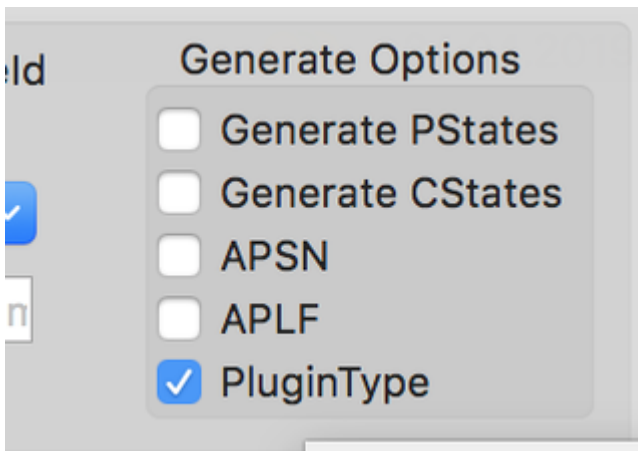 Generate Options
Generate PStates
Generate CStates
APSN
APLF
PluginType